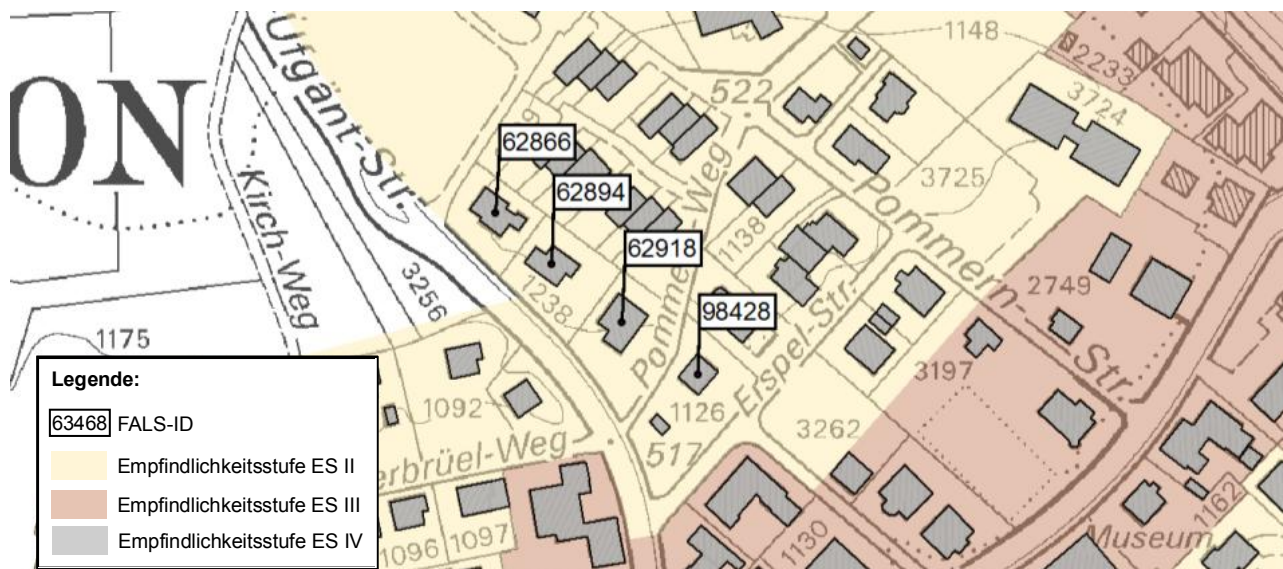 ON
Ufgant-Str.
Kirch-Weg
3256
1175
1148
522
2233
3724
3725
62866
62894
62918
98428
1238
1138
Pommern-Weg
Pommern-Str.
Erspel-Str.
2749
3197
3262
1126
517
1092
erbrüel-Weg
1096
1097
1130
1162
Museum
Legende:
63468 FALS-ID
Empfindlichkeitsstufe ES II
Empfindlichkeitsstufe ES III
Empfindlichkeitsstufe ES IV